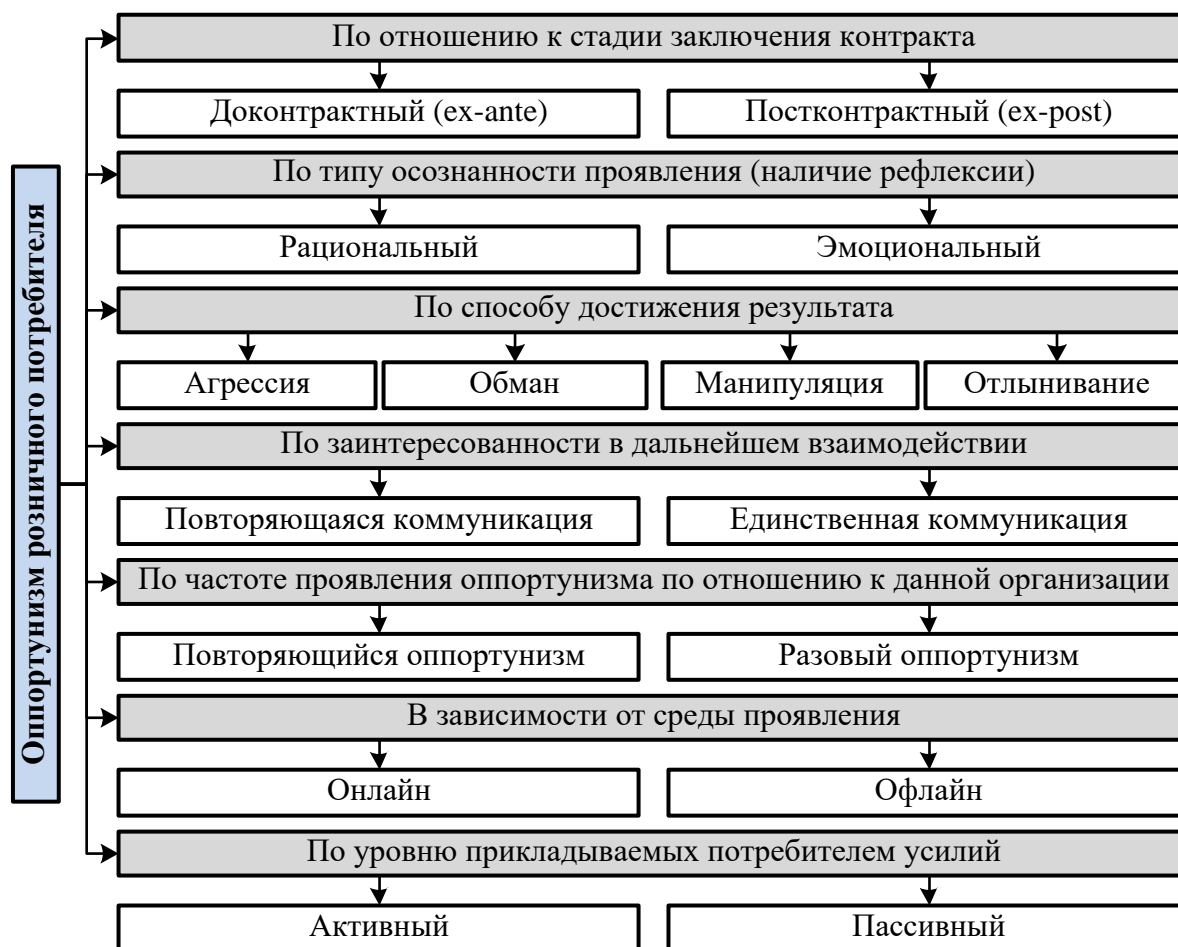 Оппортунизм розничного потребителя
По отношению к стадии заключения контракта
Доконтрактный (ex-ante)
Постконтрактный (ex-post)
По типу осознанности проявления (наличие рефлексии)
Рациональный
Эмоциональный
По способу достижения результата
Агрессия
Обман
Манипуляция
Отлынивание
По заинтересованности в дальнейшем взаимодействии
Повторяющаяся коммуникация
Единственная коммуникация
По частоте проявления оппортунизма по отношению к данной организации
Повторяющийся оппортунизм
Разовый оппортунизм
В зависимости от среды проявления
Онлайн
Офлайн
По уровню прикладываемых потребителем усилий
Активный
Пассивный